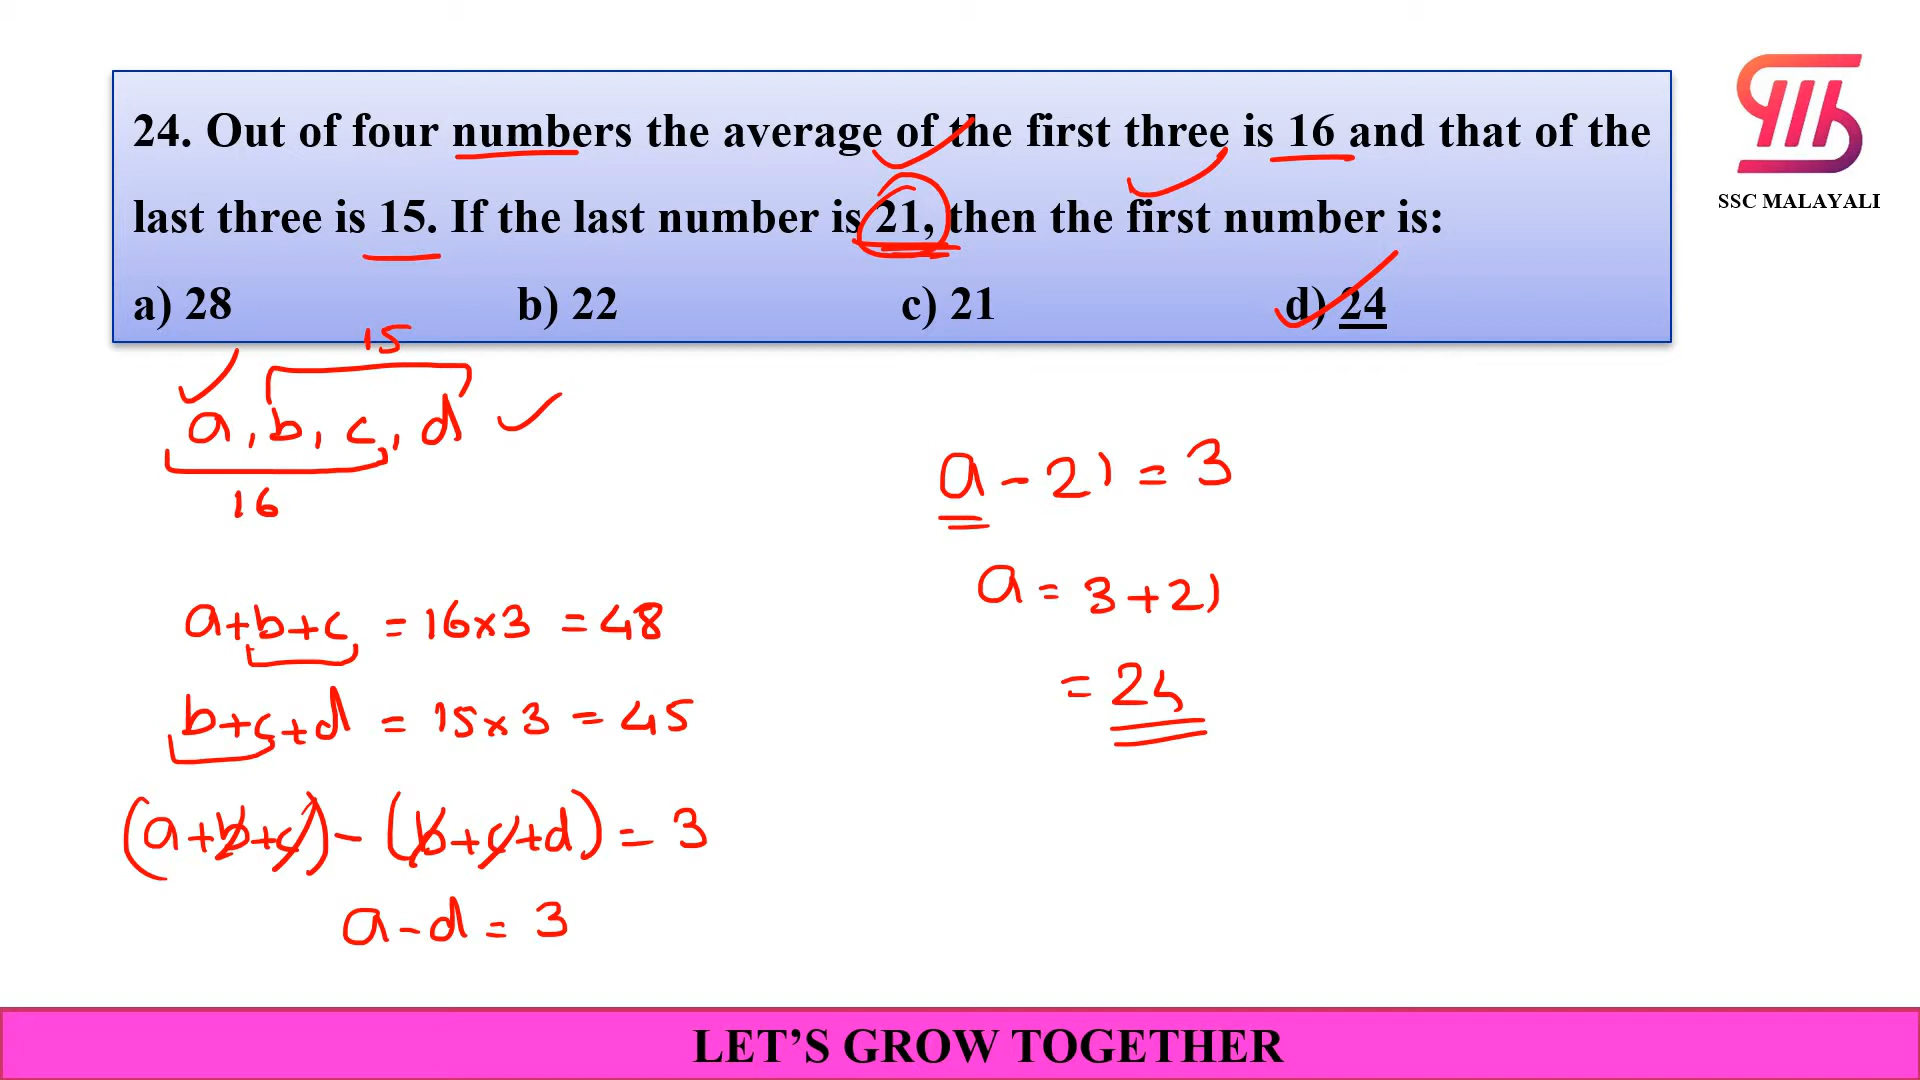 24. Out of four numbers the average of the first three is 16 and that of the
last three is 15. If the last number is 21, then the first number is:
a) 28 b) 22 c) 21 d) 24
SSC MALAYALI
15
a, b, c, d
16
a+b+c = 16×3 = 48
b+c+d = 15×3 = 45
(a+b+c) - (b+c+d) = 3
a-d = 3
a - 21 = 3
a = 3+21
= 24
LET’S GROW TOGETHER